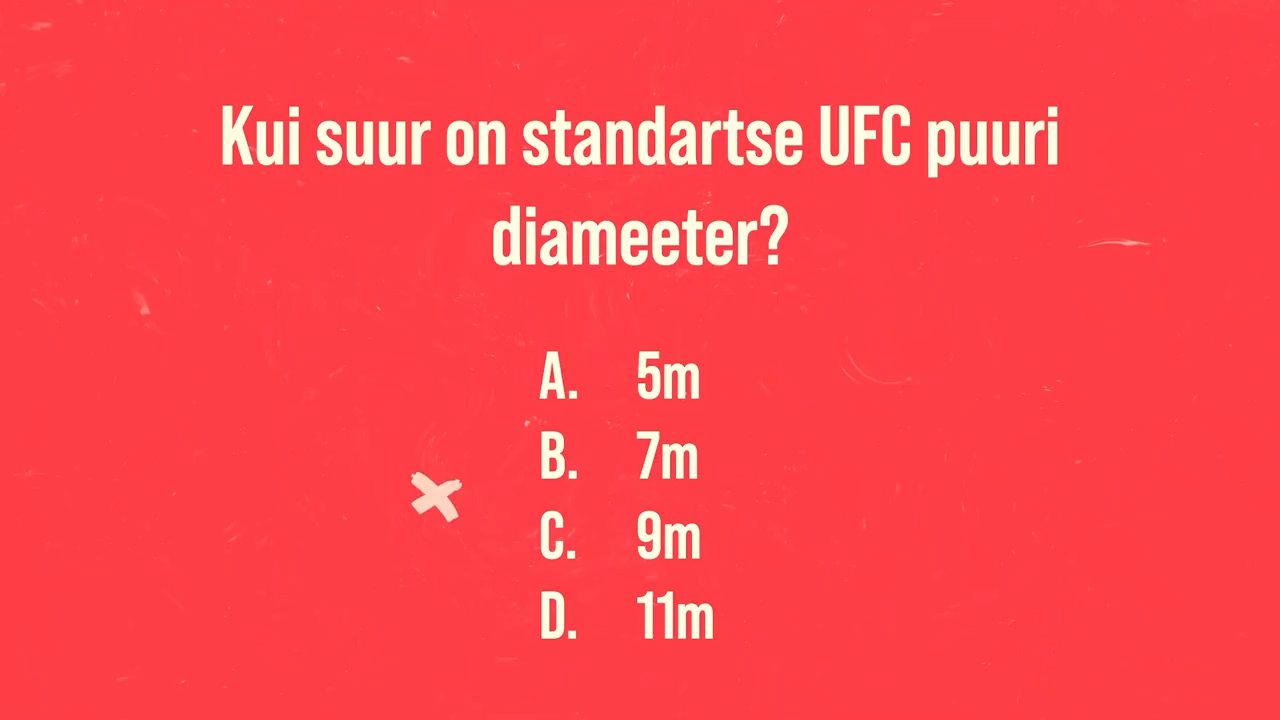 Kui suur on standartse UFC puuri
diameeter?
A. 5m
B. 7m
C. 9m
D. 11m